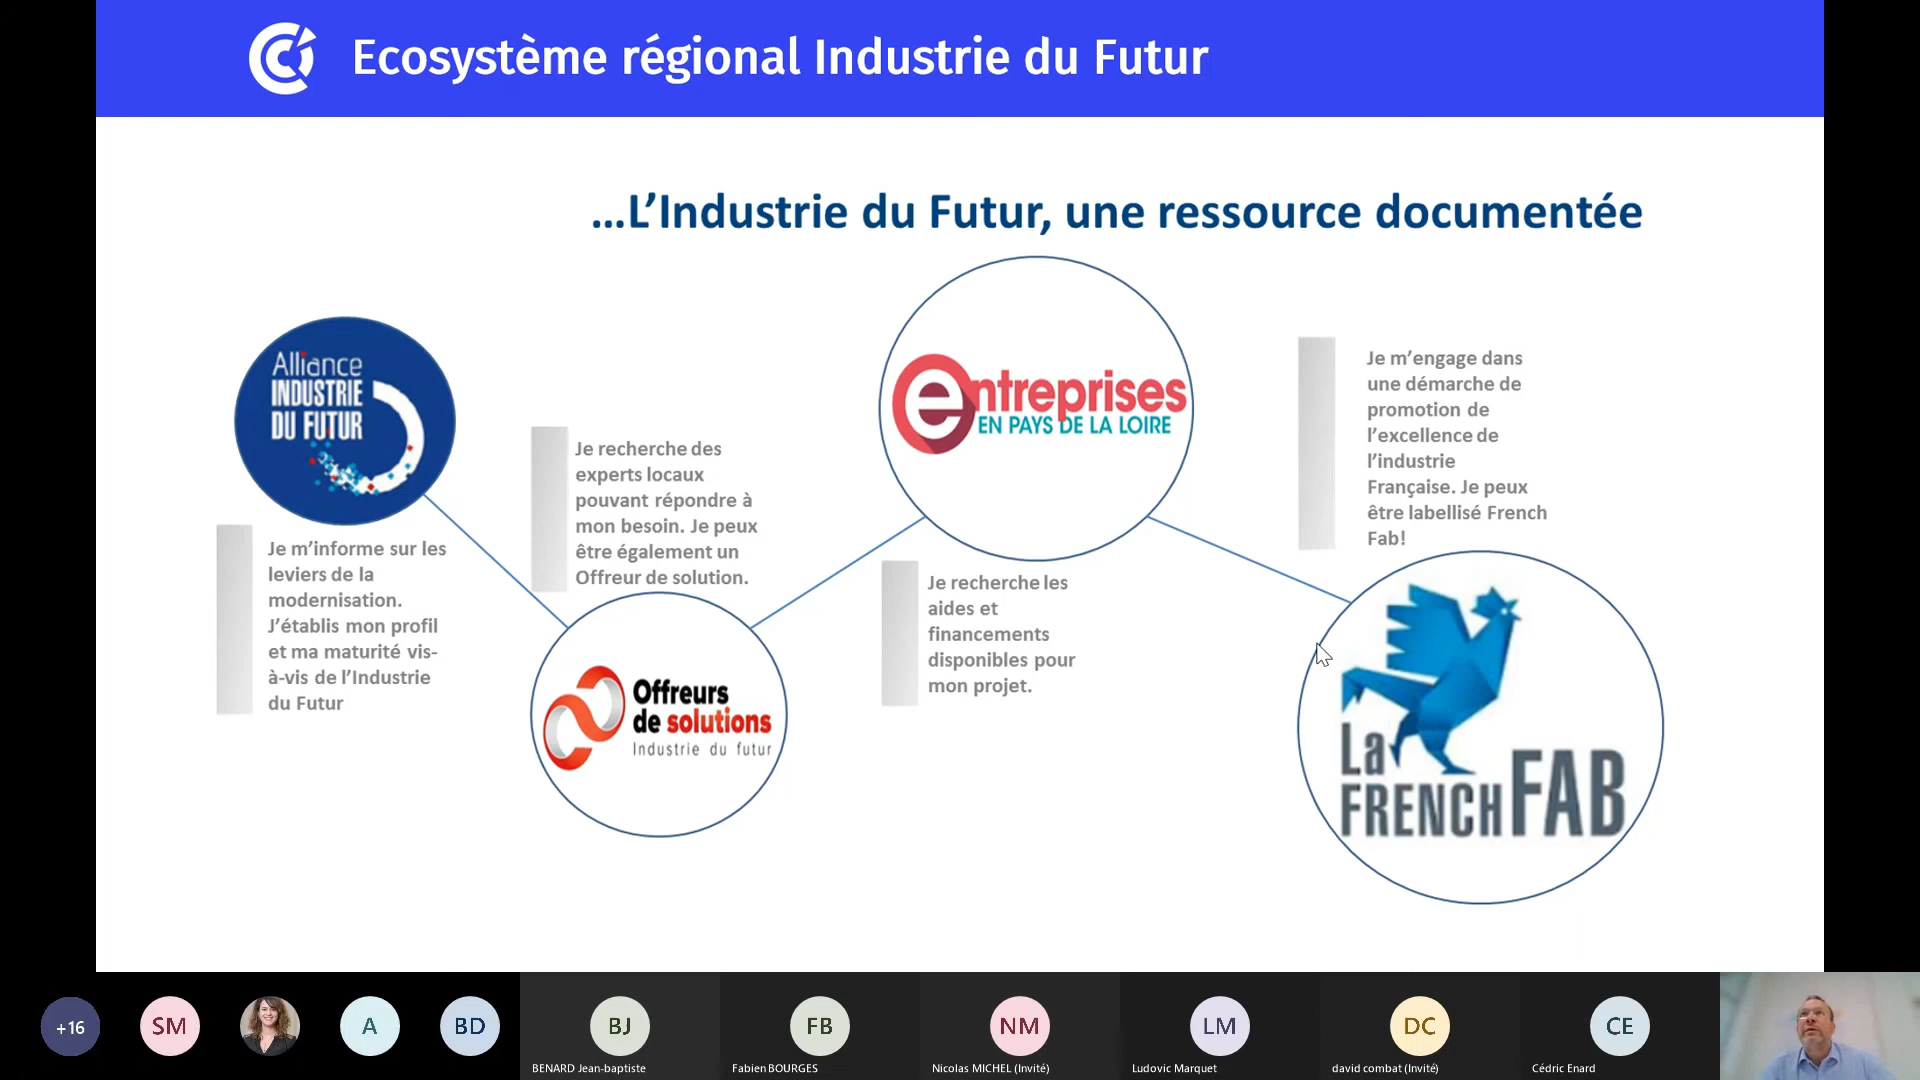 Ecosystème régional Industrie du Futur
...L'Industrie du Futur, une ressource documentée
Alliance
INDUSTRIE
DU FUTUR
Je m'informe sur les
leviers de la
modernisation.
J'établis mon profil
et ma maturité vis-
à-vis de l'Industrie
du Futur
Je recherche des
experts locaux
pouvant répondre à
mon besoin. Je peux
être également un
Offreur de solution.
Offreurs
de solutions
Industrie du futur
entreprises
EN PAYS DE LA LOIRE
Je recherche les
aides et
financements
disponibles pour
mon projet.
Je m'engage dans
une démarche de
promotion de
l'excellence de
l'industrie
Française. Je peux
être labellisé French
Fab!
La
FRENCH FAB
+16
SM
A
BD
BJ
FB
NM
LM
DC
CE
BENARD Jean-baptiste
Fabien BOURGES
Nicolas MICHEL (Invité)
Ludovic Marquet
david combat (Invité)
Cédric Enard